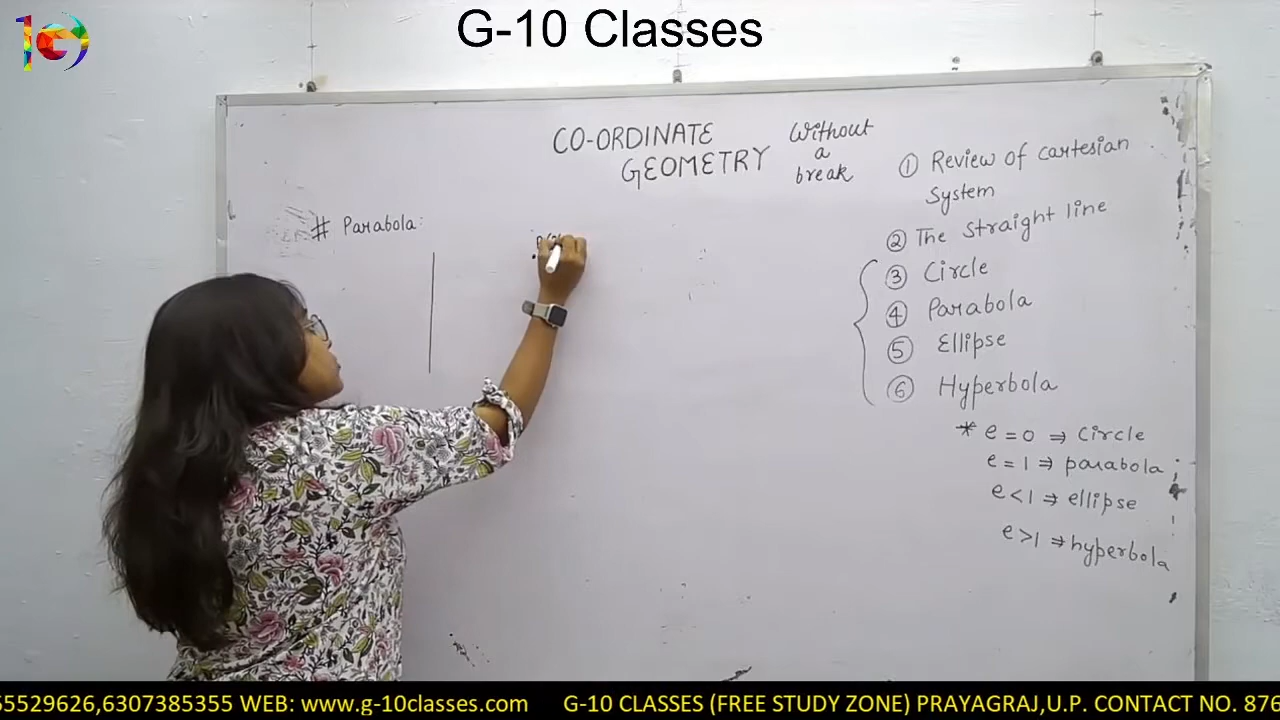 G-10 Classes
CO-ORDINATE
GEOMETRY
Without
a
break
# Parabola:
① Review of cartesian
system
② The straight line
③ Circle
④ Parabola
⑤ Ellipse
⑥ Hyperbola
* e = 0 ⇒ Circle
e = 1 ⇒ parabola
e < 1 ⇒ ellipse
e > 1 ⇒ hyperbola
55529626,6307385355 WEB: www.g-10classes.com G-10 CLASSES (FREE STUDY ZONE) PRAYAGRAJ,U.P. CONTACT NO. 876